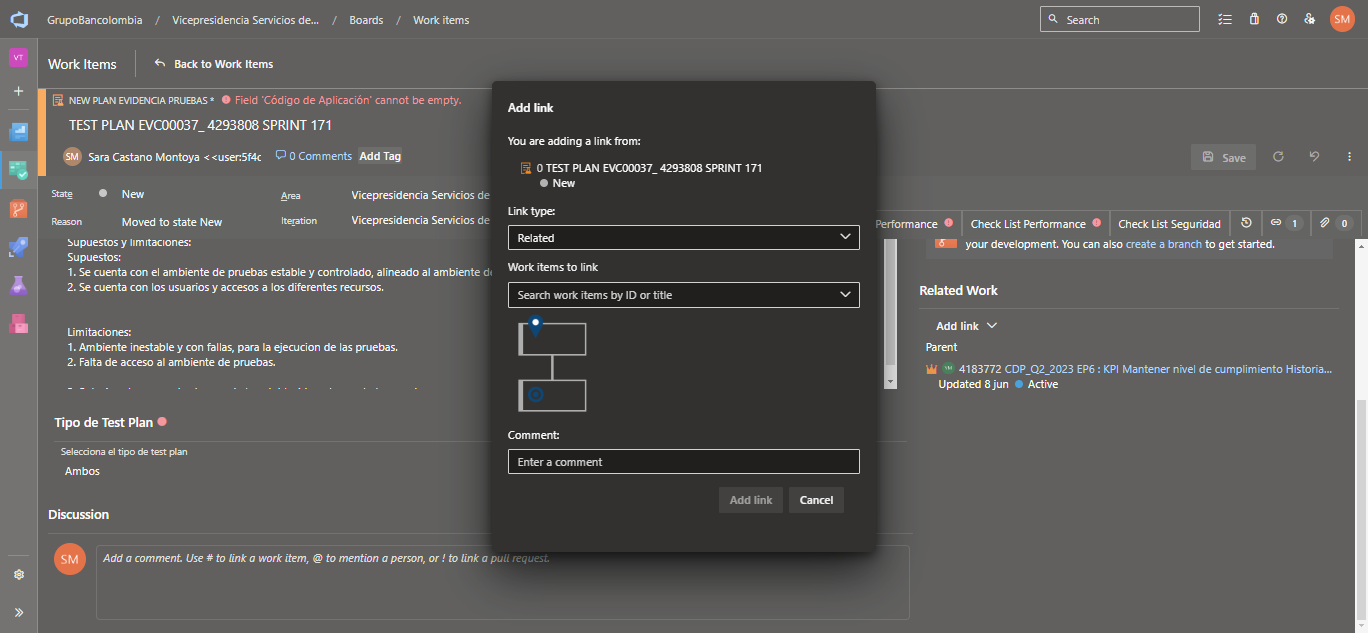 GrupoBancolombia / Vicepresidencia Servicios de... / Boards / Work items
Search
SM
VT
Work Items
Back to Work Items
NEW PLAN EVIDENCIA PRUEBAS * Field 'Código de Aplicación' cannot be empty.
TEST PLAN EVC00037_ 4293808 SPRINT 171
SM Sara Castano Montoya <<user:5f4c
0 Comments
Add Tag
Save
State New
Area Vicepresidencia Servicios de
Reason Moved to state New
Iteration Vicepresidencia Servicios de
Performance
Check List Performance
Check List Seguridad
1
0
Supuestos y limitaciones:
Supuestos:
1. Se cuenta con el ambiente de pruebas estable y controlado, alineado al ambiente de
2. Se cuenta con los usuarios y accesos a los diferentes recursos.
Limitaciones:
1. Ambiente inestable y con fallas, para la ejecucion de las pruebas.
2. Falta de acceso al ambiente de pruebas.
Tipo de Test Plan
Selecciona el tipo de test plan
Ambos
Discussion
SM
Add a comment. Use # to link a work item, @ to mention a person, or ! to link a pull request.
Add link
You are adding a link from:
0 TEST PLAN EVC00037_ 4293808 SPRINT 171
New
Link type:
Related
Work items to link
Search work items by ID or title
Comment:
Enter a comment
Add link
Cancel
your development. You can also create a branch to get started.
Related Work
Add link
Parent
4183772 CDP_Q2_2023 EP6 : KPI Mantener nivel de cumplimiento Historia...
Updated 8 jun Active